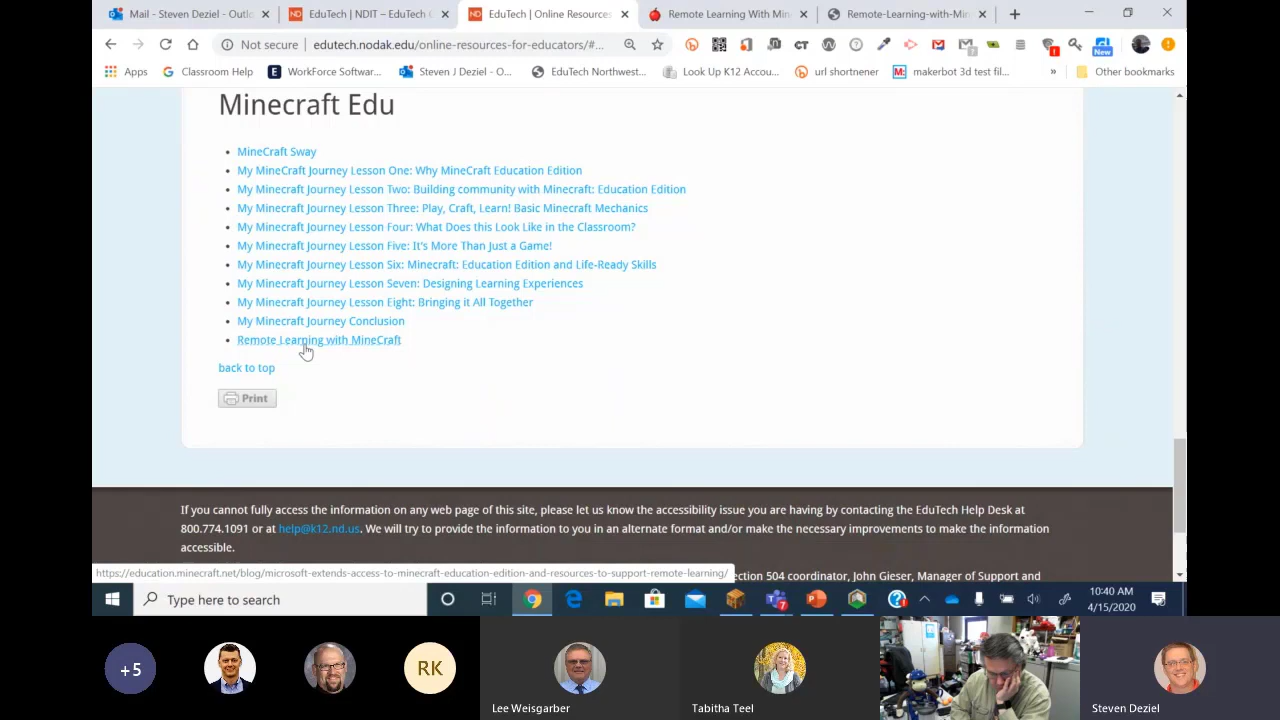 Mail - Steven Deziel - Outlo
EduTech | NDIT – EduTech C
EduTech | Online Resources
Remote Learning With Min
Remote-Learning-with-Min
Not secure | edutech.nodak.edu/online-resources-for-educators/#...
New
Apps
Classroom Help
WorkForce Softwar...
Steven J Deziel - O...
EduTech Northwest...
Look Up K12 Accou...
url shortnener
makerbot 3d test fil...
»
Other bookmarks
Minecraft Edu
MineCraft Sway
My MineCraft Journey Lesson One: Why MineCraft Education Edition
My Minecraft Journey Lesson Two: Building community with Minecraft: Education Edition
My Minecraft Journey Lesson Three: Play, Craft, Learn! Basic Minecraft Mechanics
My Minecraft Journey Lesson Four: What Does this Look Like in the Classroom?
My Minecraft Journey Lesson Five: It's More Than Just a Game!
My Minecraft Journey Lesson Six: Minecraft: Education Edition and Life-Ready Skills
My Minecraft Journey Lesson Seven: Designing Learning Experiences
My Minecraft Journey Lesson Eight: Bringing it All Together
My Minecraft Journey Conclusion
Remote Learning with MineCraft
back to top
Print
If you cannot fully access the information on any web page of this site, please let us know the accessibility issue you are having by contacting the EduTech Help Desk at
800.774.1091 or at help@k12.nd.us. We will try to provide the information to you in an alternate format and/or make the necessary improvements to make the information
accessible.
https://education.minecraft.net/blog/microsoft-extends-access-to-minecraft-education-edition-and-resources-to-support-remote-learning/
ection 504 coordinator, John Gieser, Manager of Support and
Type here to search
10:40 AM
4/15/2020
+5
RK
Lee Weisgarber
Tabitha Teel
Steven Deziel